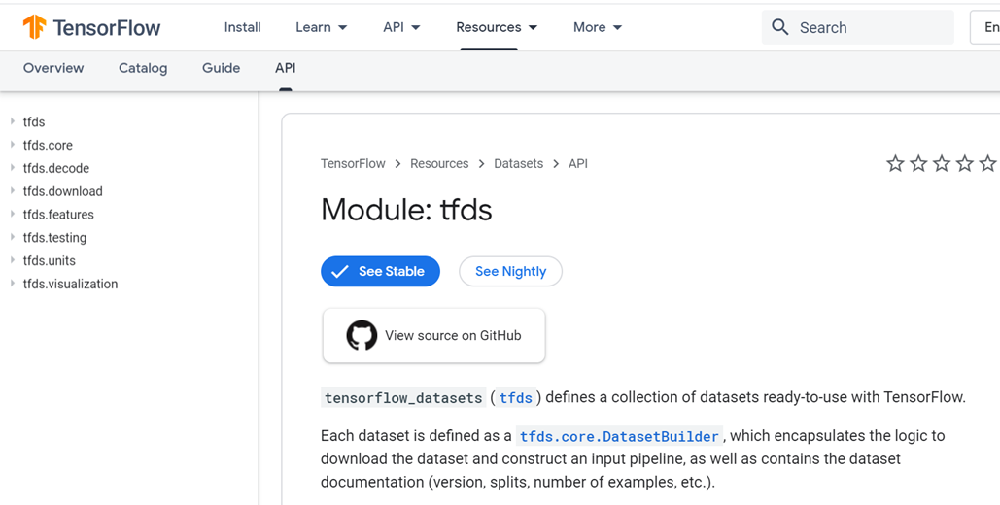 TensorFlow Install Learn API Resources More Search En
Overview Catalog Guide API
tfds
tfds.core
tfds.decode
tfds.download
tfds.features
tfds.testing
tfds.units
tfds.visualization
TensorFlow > Resources > Datasets > API
Module: tfds
See Stable See Nightly
View source on GitHub
tensorflow_datasets (tfds) defines a collection of datasets ready-to-use with TensorFlow.
Each dataset is defined as a tfds.core.DatasetBuilder, which encapsulates the logic to
download the dataset and construct an input pipeline, as well as contains the dataset
documentation (version, splits, number of examples, etc.).